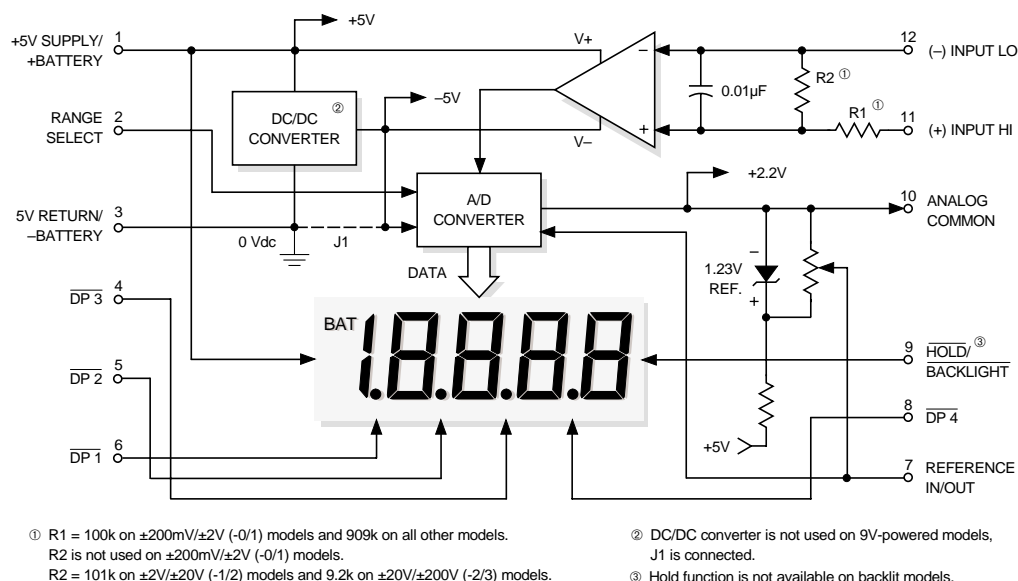 +5V
+5V SUPPLY/ 1
+BATTERY
V+
12 (–) INPUT LO
–
R2 ①
0.01µF
–5V
DC/DC ②
CONVERTER
RANGE 2
SELECT
R1 ①
+
11 (+) INPUT HI
V–
+2.2V
A/D
CONVERTER
5V RETURN/ 3
–BATTERY
10 ANALOG
COMMON
0 Vdc
J1
–
1.23V
REF.
+
DATA
DP 3 4
BAT
1.8.8.8.8
9 HOLD/ ③
BACKLIGHT
DP 2 5
8 DP 4
+5V
DP 1 6
7 REFERENCE
IN/OUT
① R1 = 100k on ±200mV/±2V (-0/1) models and 909k on all other models.
R2 is not used on ±200mV/±2V (-0/1) models.
R2 = 101k on ±2V/±20V (-1/2) models and 9.2k on ±20V/±200V (-2/3) models.
② DC/DC converter is not used on 9V-powered models,
J1 is connected.
③ Hold function is not available on backlit models.